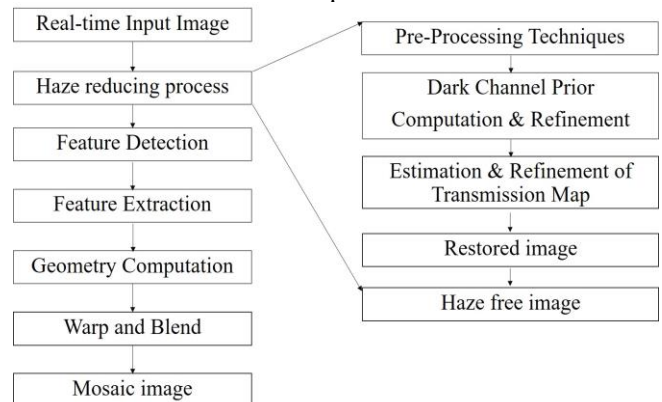 Real-time Input Image
Haze reducing process
Feature Detection
Feature Extraction
Geometry Computation
Warp and Blend
Mosaic image
Pre-Processing Techniques
Dark Channel Prior
Computation & Refinement
Estimation & Refinement of
Transmission Map
Restored image
Haze free image